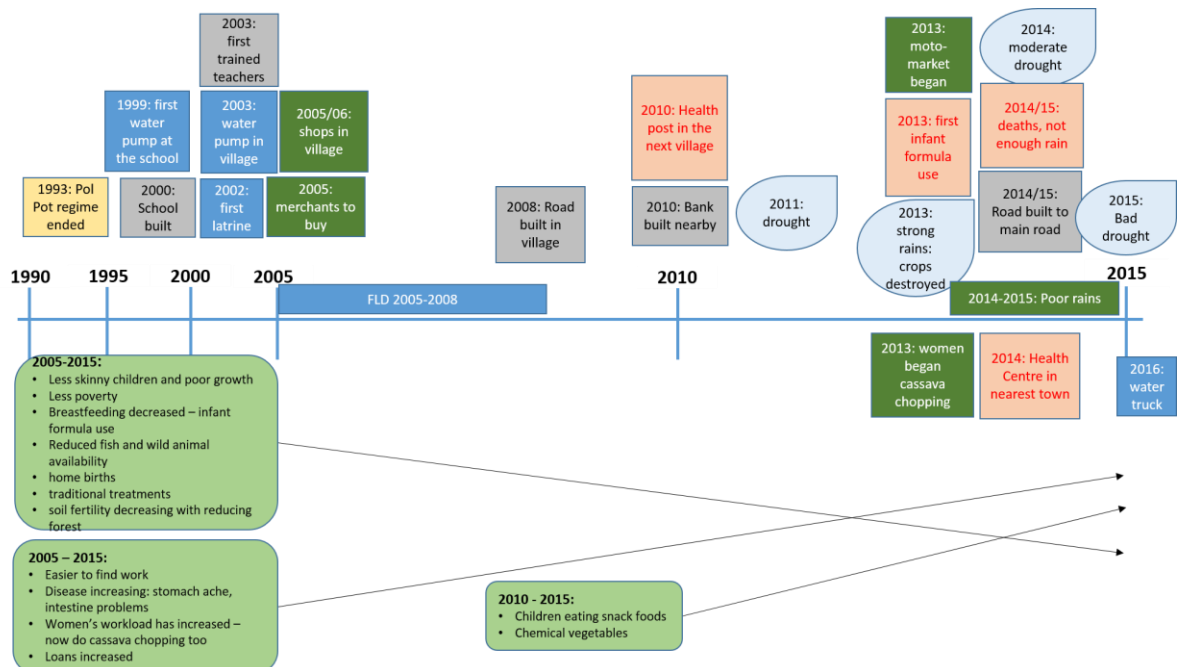 2003:
first
trained
teachers
2013:
moto-
market
began
2014:
moderate
drought
1999: first
water
pump at
the school
2003:
water
pump in
village
2005/06:
shops in
village
2010: Health
post in the
next village
2013: first
infant
formula
use
2014/15:
deaths, not
enough rain
1993: Pol
Pot regime
ended
2000:
School
built
2002:
first
latrine
2005:
merchants to
buy
2008: Road
built in
village
2010: Bank
built nearby
2011:
drought
2013:
strong
rains:
crops
destroyed
2014/15:
Road built to
main road
2015:
Bad
drought
1990
1995
2000
2005
2010
2015
FLD 2005-2008
2014-2015: Poor rains
2013: women
began
cassava
chopping
2014: Health
Centre in
nearest town
2016:
water
truck
2005-2015:
• Less skinny children and poor growth
• Less poverty
• Breastfeeding decreased – infant
formula use
• Reduced fish and wild animal
availability
• home births
• traditional treatments
• soil fertility decreasing with reducing
forest
2005 – 2015:
• Easier to find work
• Disease increasing: stomach ache,
intestine problems
• Women's workload has increased –
now do cassava chopping too
• Loans increased
2010 - 2015:
• Children eating snack foods
• Chemical vegetables